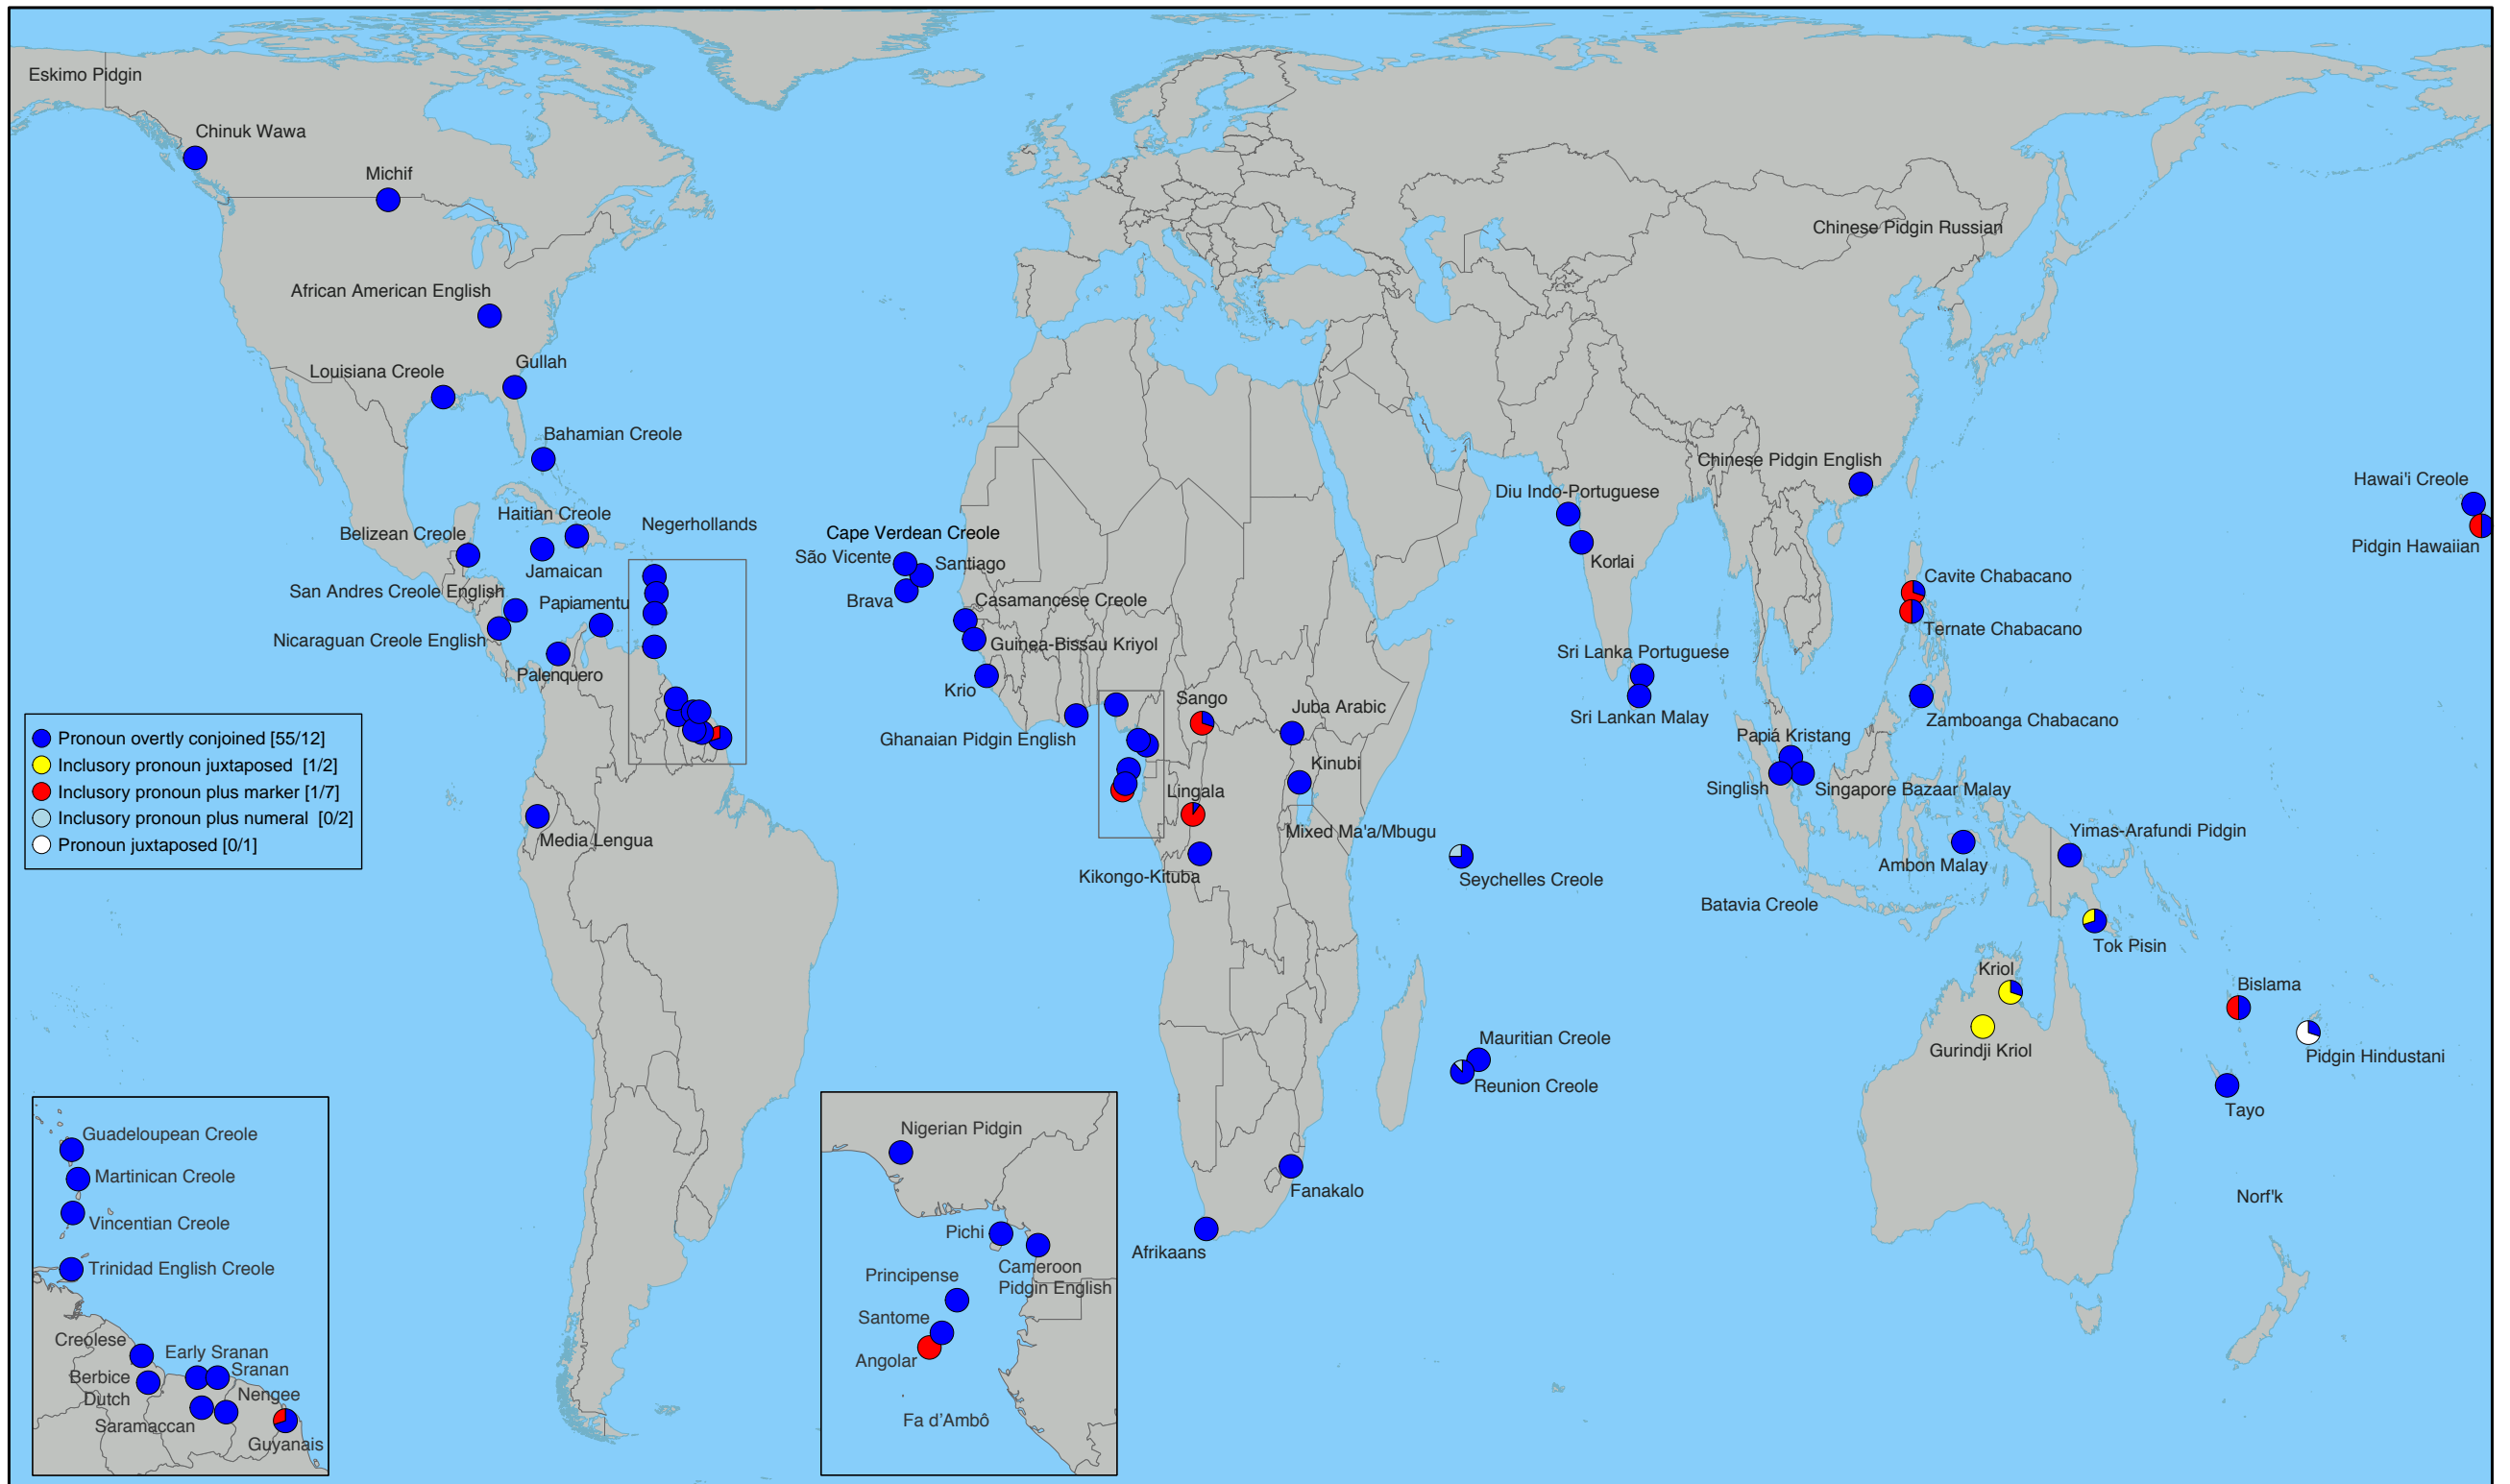 Eskimo Pidgin
Chinuk Wawa
Michif
African American English
Gullah
Louisiana Creole
Bahamian Creole
Haitian Creole
Belizean Creole
Jamaican
San Andres Creole English
Papiamentu
Nicaraguan Creole English
Palenquero
Negerhollands
Media Lengua
Cape Verdean Creole
São Vicente
Santiago
Brava
Casamancese Creole
Guinea-Bissau Kriyol
Krio
Ghanaian Pidgin English
Sango
Juba Arabic
Kinubi
Lingala
Mixed Ma'a/Mbugu
Kikongo-Kituba
Seychelles Creole
Mauritian Creole
Reunion Creole
Fanakalo
Afrikaans
Chinese Pidgin Russian
Chinese Pidgin English
Diu Indo-Portuguese
Korlai
Sri Lanka Portuguese
Sri Lankan Malay
Hawai'i Creole
Pidgin Hawaiian
Cavite Chabacano
Ternate Chabacano
Zamboanga Chabacano
Papiá Kristang
Singlish
Singapore Bazaar Malay
Ambon Malay
Batavia Creole
Yimas-Arafundi Pidgin
Tok Pisin
Kriol
Gurindji Kriol
Bislama
Pidgin Hindustani
Tayo
Norf'k
Pronoun overtly conjoined [55/12]
Inclusory pronoun juxtaposed [1/2]
Inclusory pronoun plus marker [1/7]
Inclusory pronoun plus numeral [0/2]
Pronoun juxtaposed [0/1]
Guadeloupean Creole
Martinican Creole
Vincentian Creole
Trinidad English Creole
Creolese
Early Sranan
Sranan
Berbice
Dutch
Nengee
Saramaccan
Guyanais
Nigerian Pidgin
Pichi
Cameroon
Pidgin English
Principense
Santome
Angolar
Fa d'Ambô